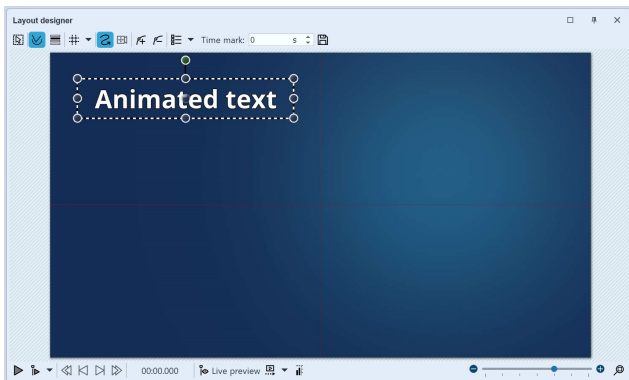 Layout designer
Time mark: 0 s
Animated text
00:00.000 Live preview